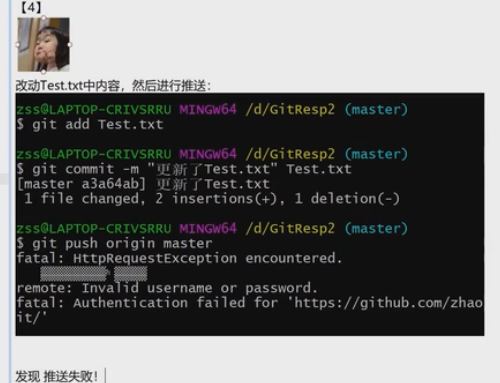 【4】
改动Test.txt中内容，然后进行推送：
zss@LAPTOP-CRIVSRRU MINGW64 /d/GitResp2 (master)
$ git add Test.txt
zss@LAPTOP-CRIVSRRU MINGW64 /d/GitResp2 (master)
$ git commit -m "更新了Test.txt" Test.txt
[master a3a64ab] 更新了Test.txt
1 file changed, 2 insertions(+), 1 deletion(-)
zss@LAPTOP-CRIVSRRU MINGW64 /d/GitResp2 (master)
$ git push origin master
fatal: HttpRequestException encountered.
remote: Invalid username or password.
fatal: Authentication failed for 'https://github.com/zhao
it/'
发现 推送失败！